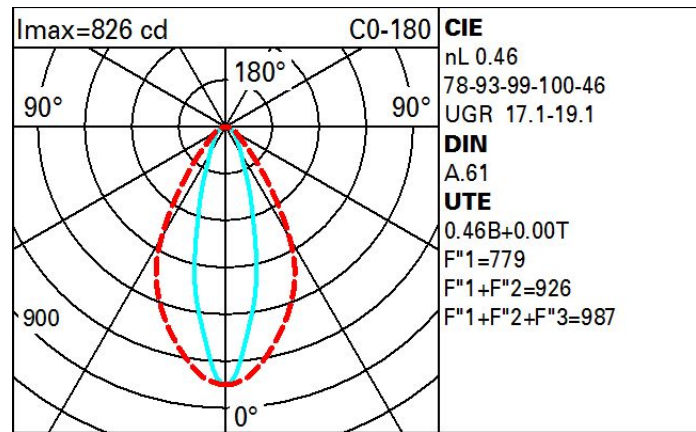 Imax=826 cd C0-180
180°
90° 90°
900
0°
CIE
nL 0.46
78-93-99-100-46
UGR 17.1-19.1
DIN
A.61
UTE
0.46B+0.00T
F"1=779
F"1+F"2=926
F"1+F"2+F"3=987